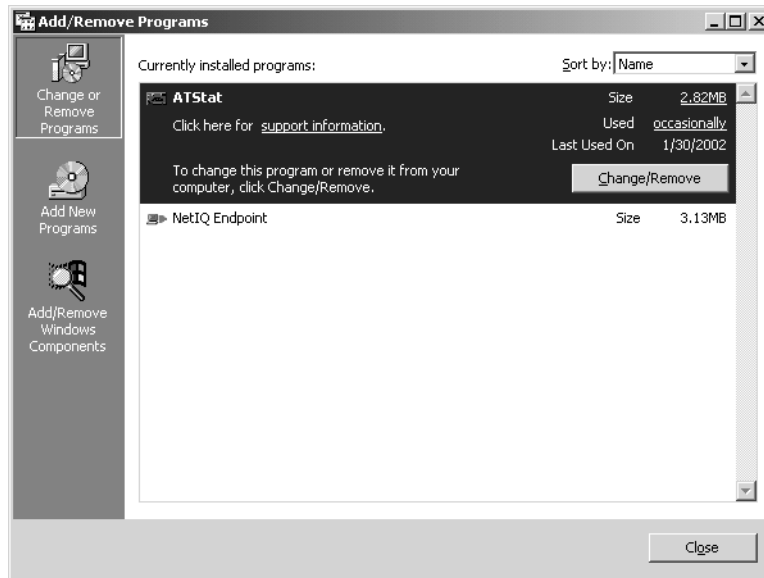 Add/Remove Programs
Change or
Remove
Programs
Add New
Programs
Add/Remove
Windows
Components
Currently installed programs:
Sort by: Name
ATStat
Size 2.82MB
Click here for support information.
Used occasionally
Last Used On 1/30/2002
To change this program or remove it from your
computer, click Change/Remove.
Change/Remove
NetIQ Endpoint
Size 3.13MB
Close